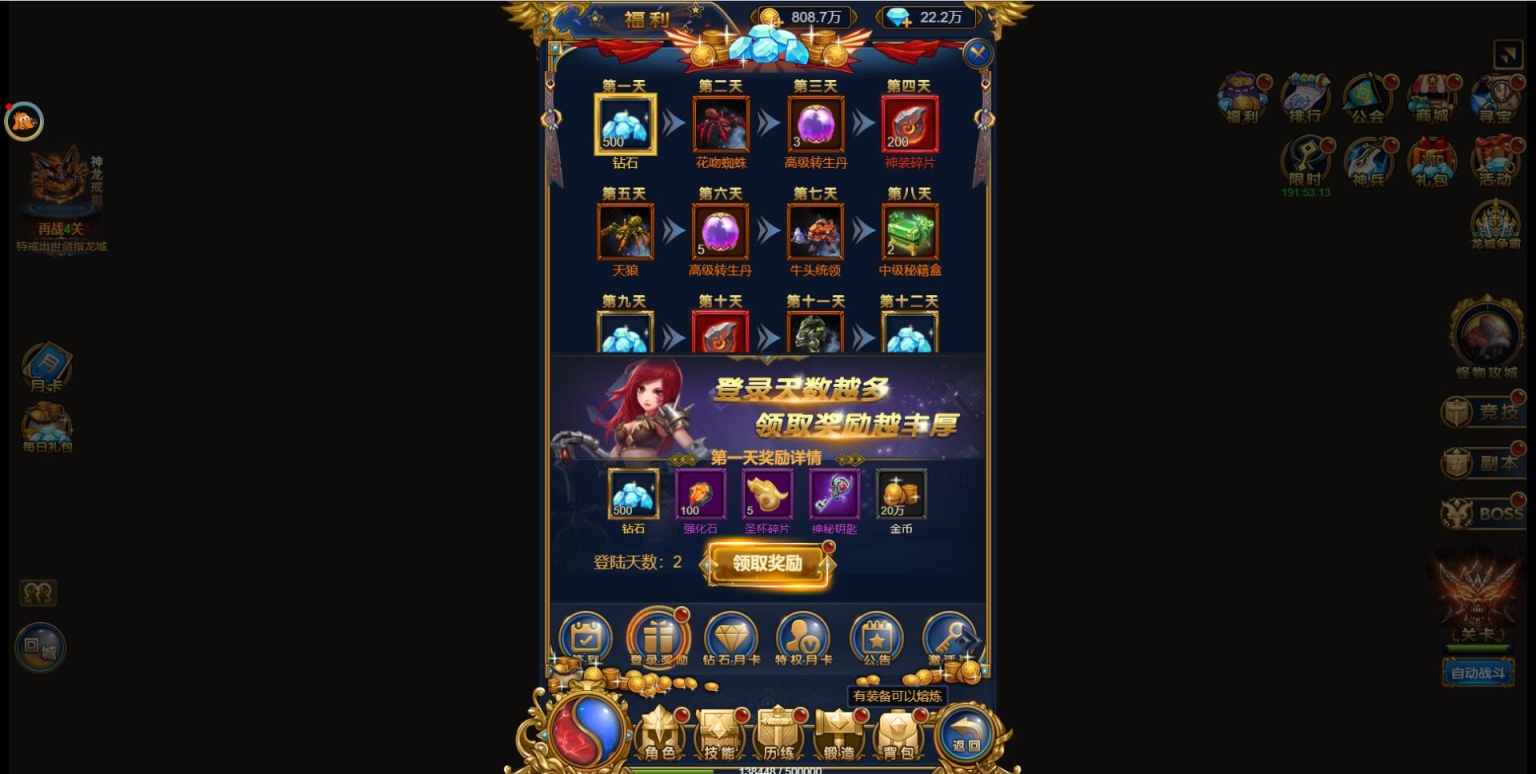 福利
808.7万
22.2万
第一天 第二天 第三天 第四天
500 3 200
钻石 花吻蜘蛛 高级转生丹 神装碎片
第五天 第六天 第七天 第八天
5 2
天狼 高级转生丹 牛头统领 中级秘籍盒
第九天 第十天 第十一天 第十二天
登录天数越多
领取奖励越丰厚
第一天奖励详情
500 100 5 20万
钻石 强化石 圣杯碎片 神秘钥匙 金币
登陆天数：2
领取奖励
签到 登录奖励 钻石月卡 特权月卡 公告
有装备可以熔炼
角色 技能 历练 锻造 背包 返回
138448 / 500000
神龙戒指
再战4关
特戒出世剑指龙城
月卡
每日礼包
回城
福利 排行 公会 商城 寻宝
限时 神兵 礼包 活动
191:53:13
龙城争霸
怪物攻城
竞技
副本
BOSS
关卡
自动战斗